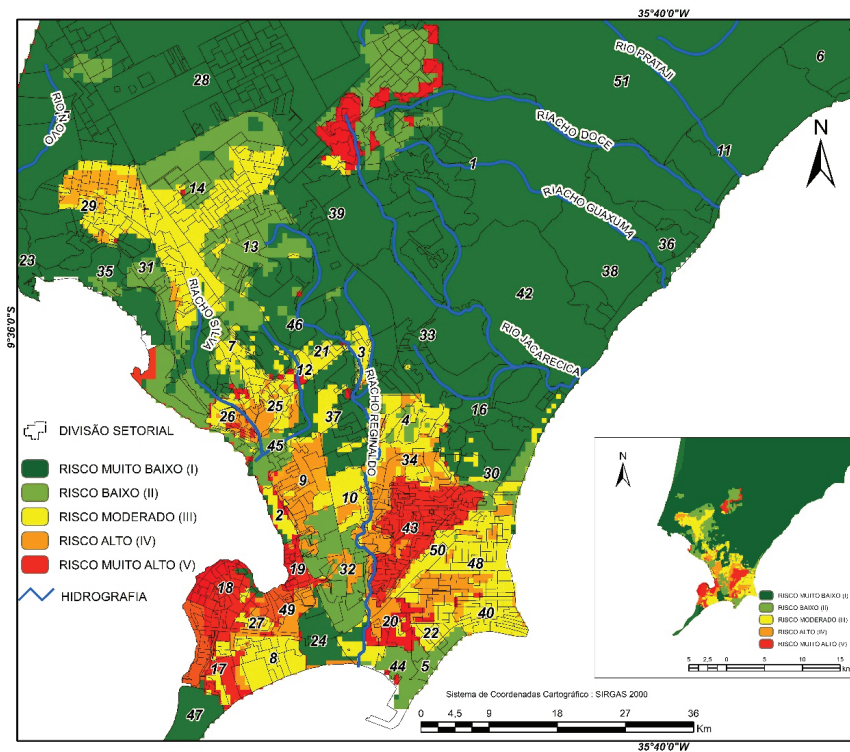 35°40'0"W
6
RIO PRATAJI
28
51
RIO NOVO
RIACHO DOCE
N
11
1
14
RIACHO GUAXUMA
29
39
36
13
23
35
31
38
42
9°36'0"S
RIACHO SILVA
46
33
RIO JACARECICA
7
21
3
12
RIACHO REGINALDO
26
25
37
4
16
DIVISÃO SETORIAL
45
34
30
RISCO MUITO BAIXO (I)
RISCO BAIXO (II)
9
10
RISCO MODERADO (III)
2
43
RISCO ALTO (IV)
50
48
RISCO MUITO ALTO (V)
19
32
18
HIDROGRAFIA
49
27
20
40
24
22
8
44
5
17
47
N
RISCO MUITO BAIXO (I)
RISCO BAIXO (II)
RISCO MODERADO (III)
RISCO ALTO (IV)
RISCO MUITO ALTO (V)
5 2,5 0 5 10 15
Km
Sistema de Coordenadas Cartográfico : SIRGAS 2000
0 4,5 9 18 27 36
Km
35°40'0"W